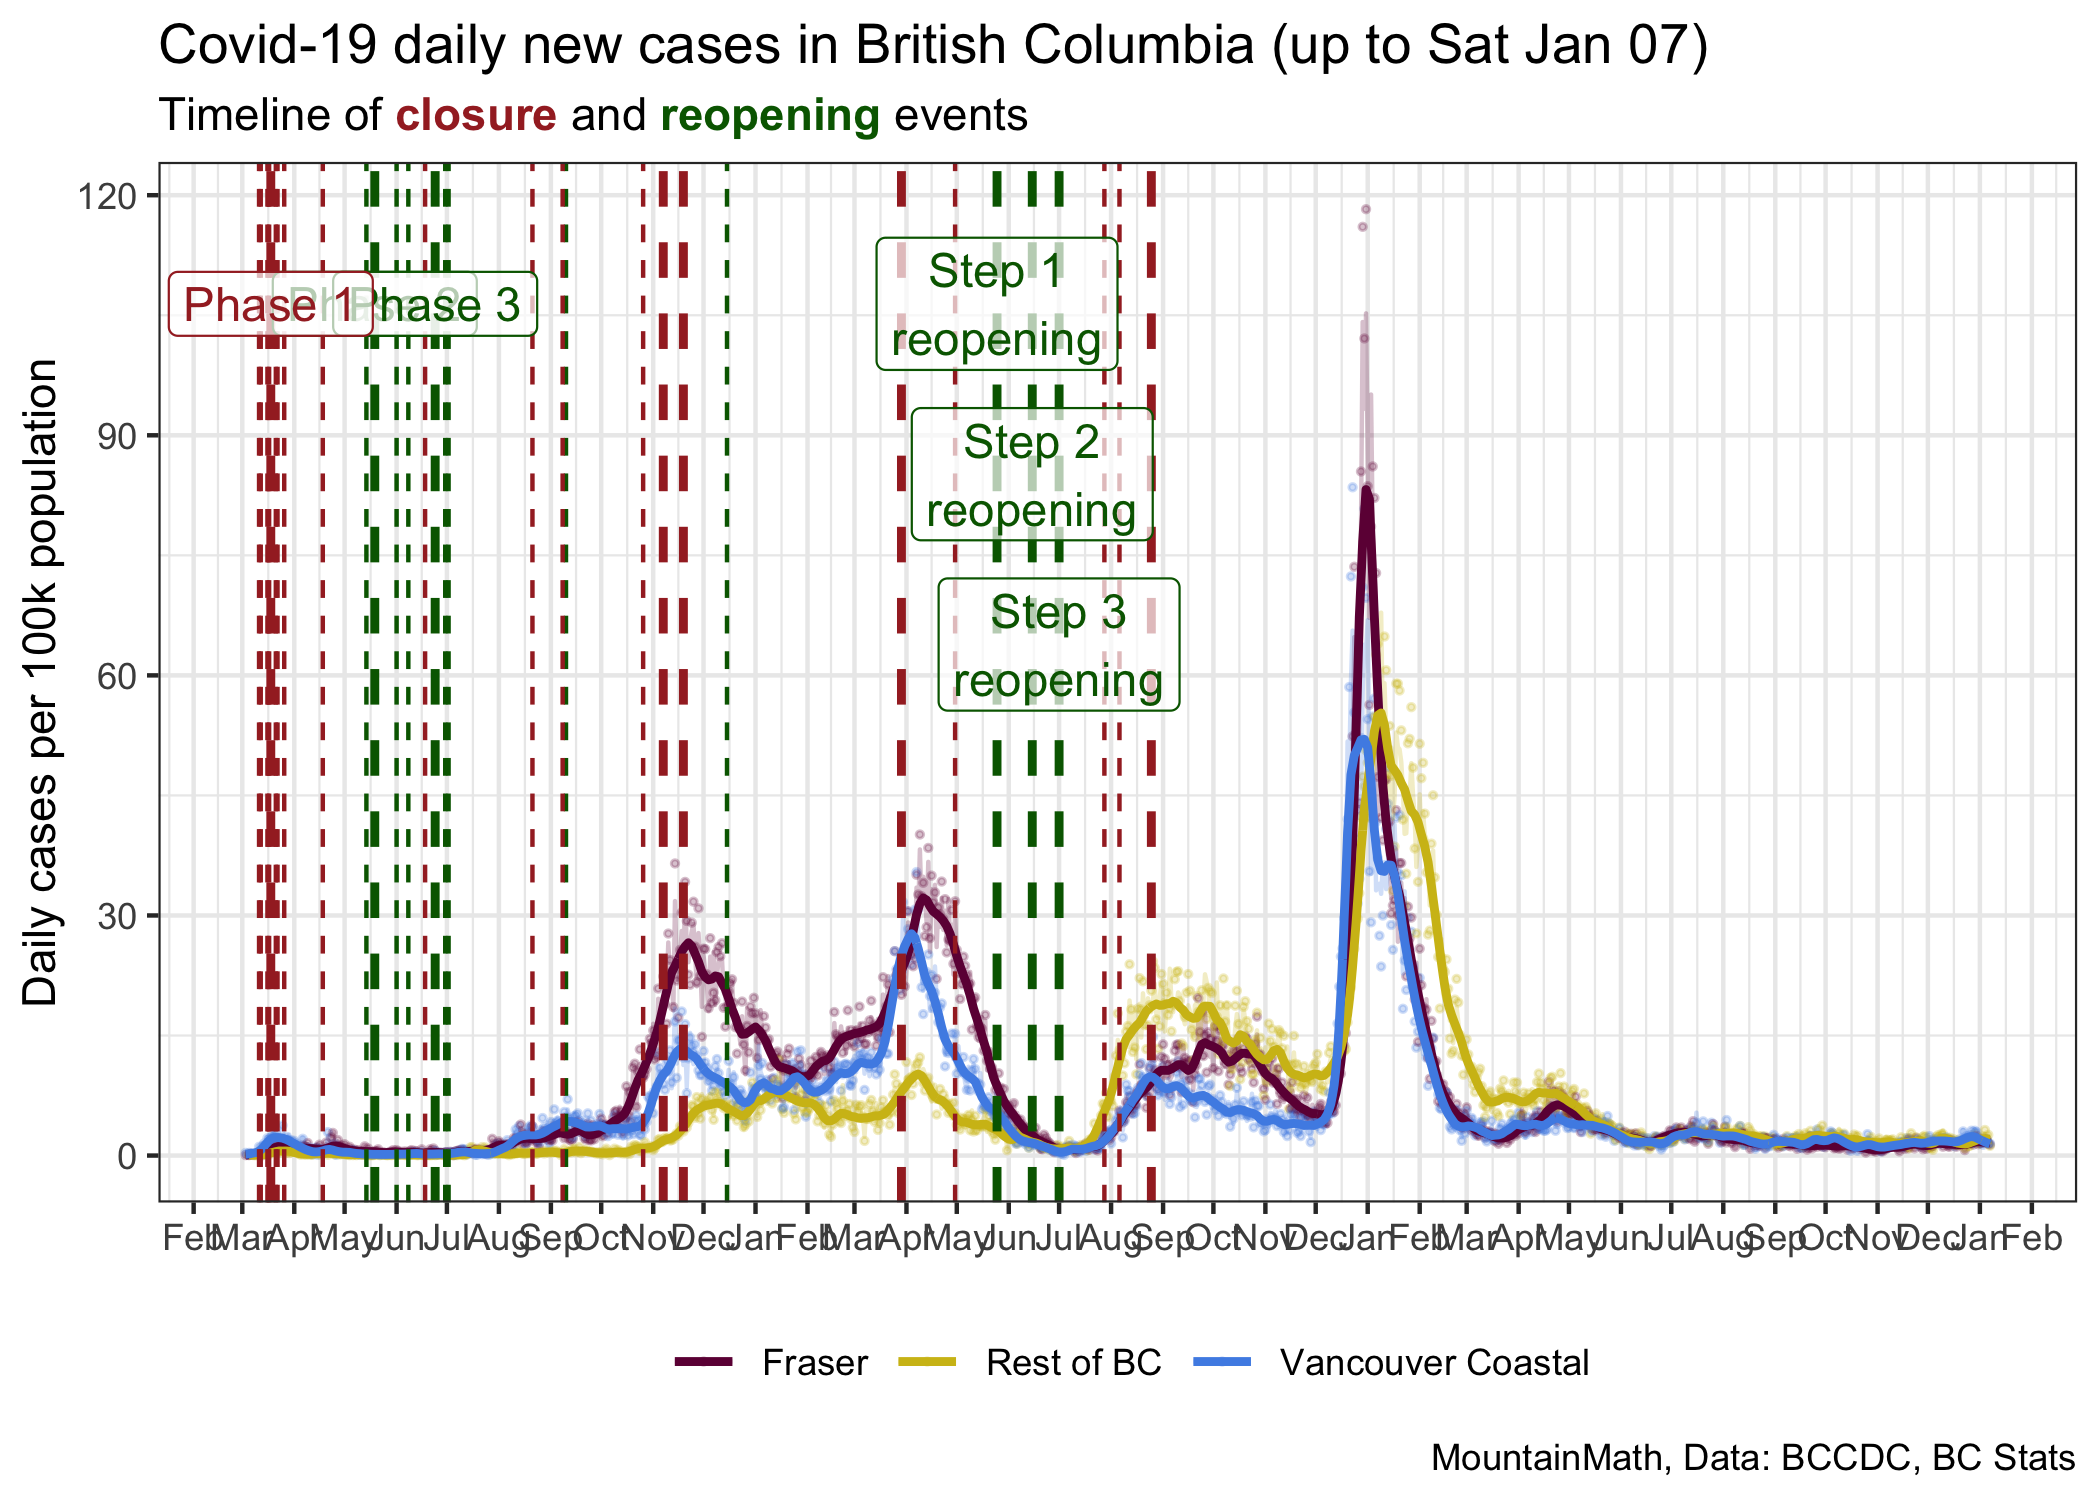 Covid-19 daily new cases in British Columbia (up to Sat Jan 07)
Timeline of closure and reopening events
Daily cases per 100k population
120
90
60
30
0
Phase 1
Phase 2
Phase 3
Step 1
reopening
Step 2
reopening
Step 3
reopening
Feb Mar Apr May Jun Jul Aug Sep Oct Nov Dec Jan Feb Mar Apr May Jun Jul Aug Sep Oct Nov Dec Jan Feb Mar Apr May Jun Jul Aug Sep Oct Nov Dec Jan Feb
Fraser Rest of BC Vancouver Coastal
MountainMath, Data: BCCDC, BC Stats